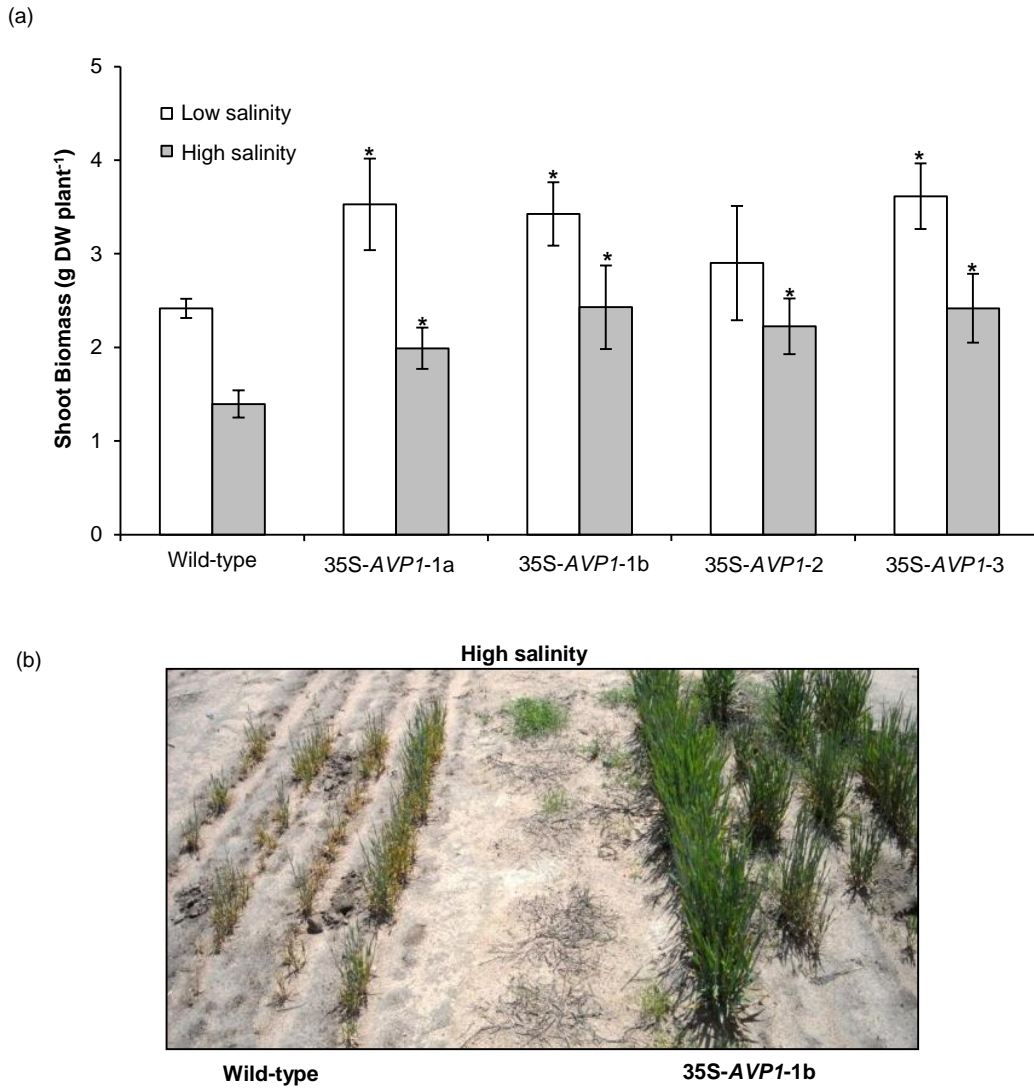 (a)
Shoot Biomass (g DW plant⁻¹)
5
4
3
2
1
0
Low salinity
High salinity
*
*
*
*
*
*
*
Wild-type
35S-AVP1-1a
35S-AVP1-1b
35S-AVP1-2
35S-AVP1-3
(b)
High salinity
Wild-type
35S-AVP1-1b